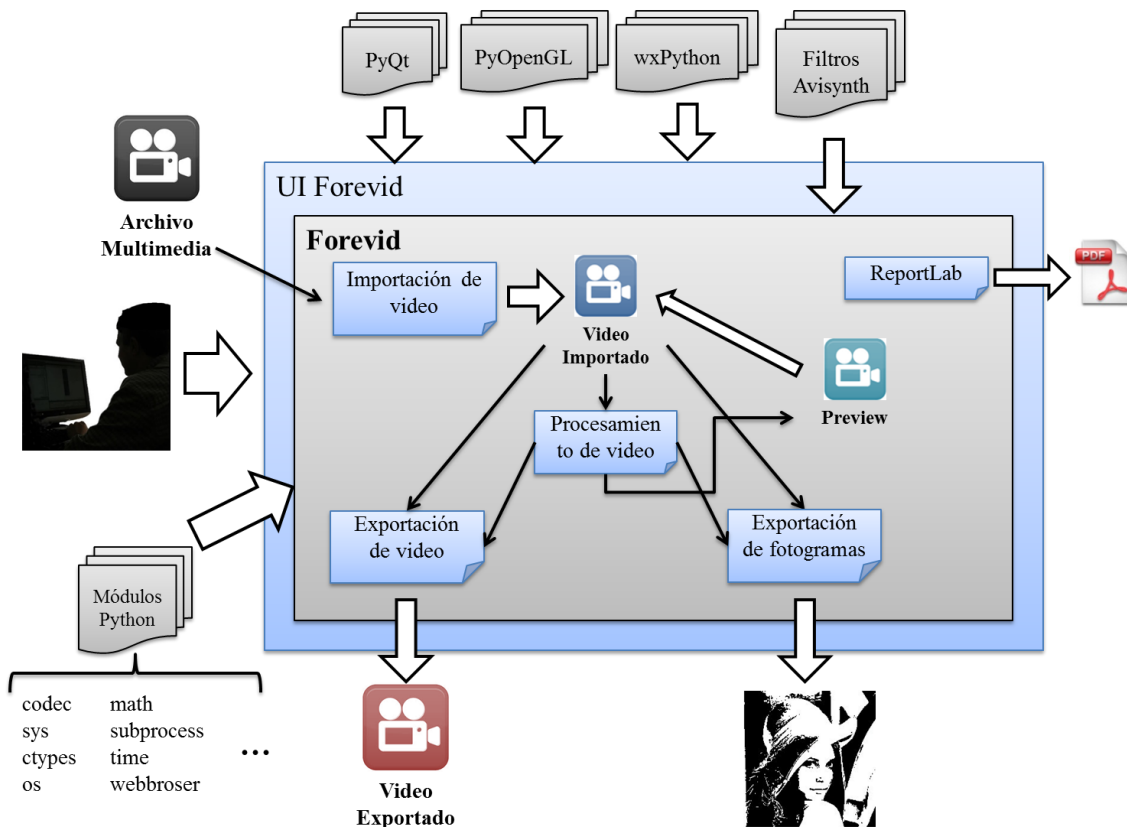 PyQt
PyOpenGL
wxPython
Filtros
Avisynth
Archivo
Multimedia
UI Forevid
Forevid
Importación de
video
Video
Importado
ReportLab
PDF
Preview
Procesamien
to de video
Exportación
de video
Exportación
de fotogramas
Módulos
Python
codec math
sys subprocess
ctypes time
os webbroser
...
Video
Exportado